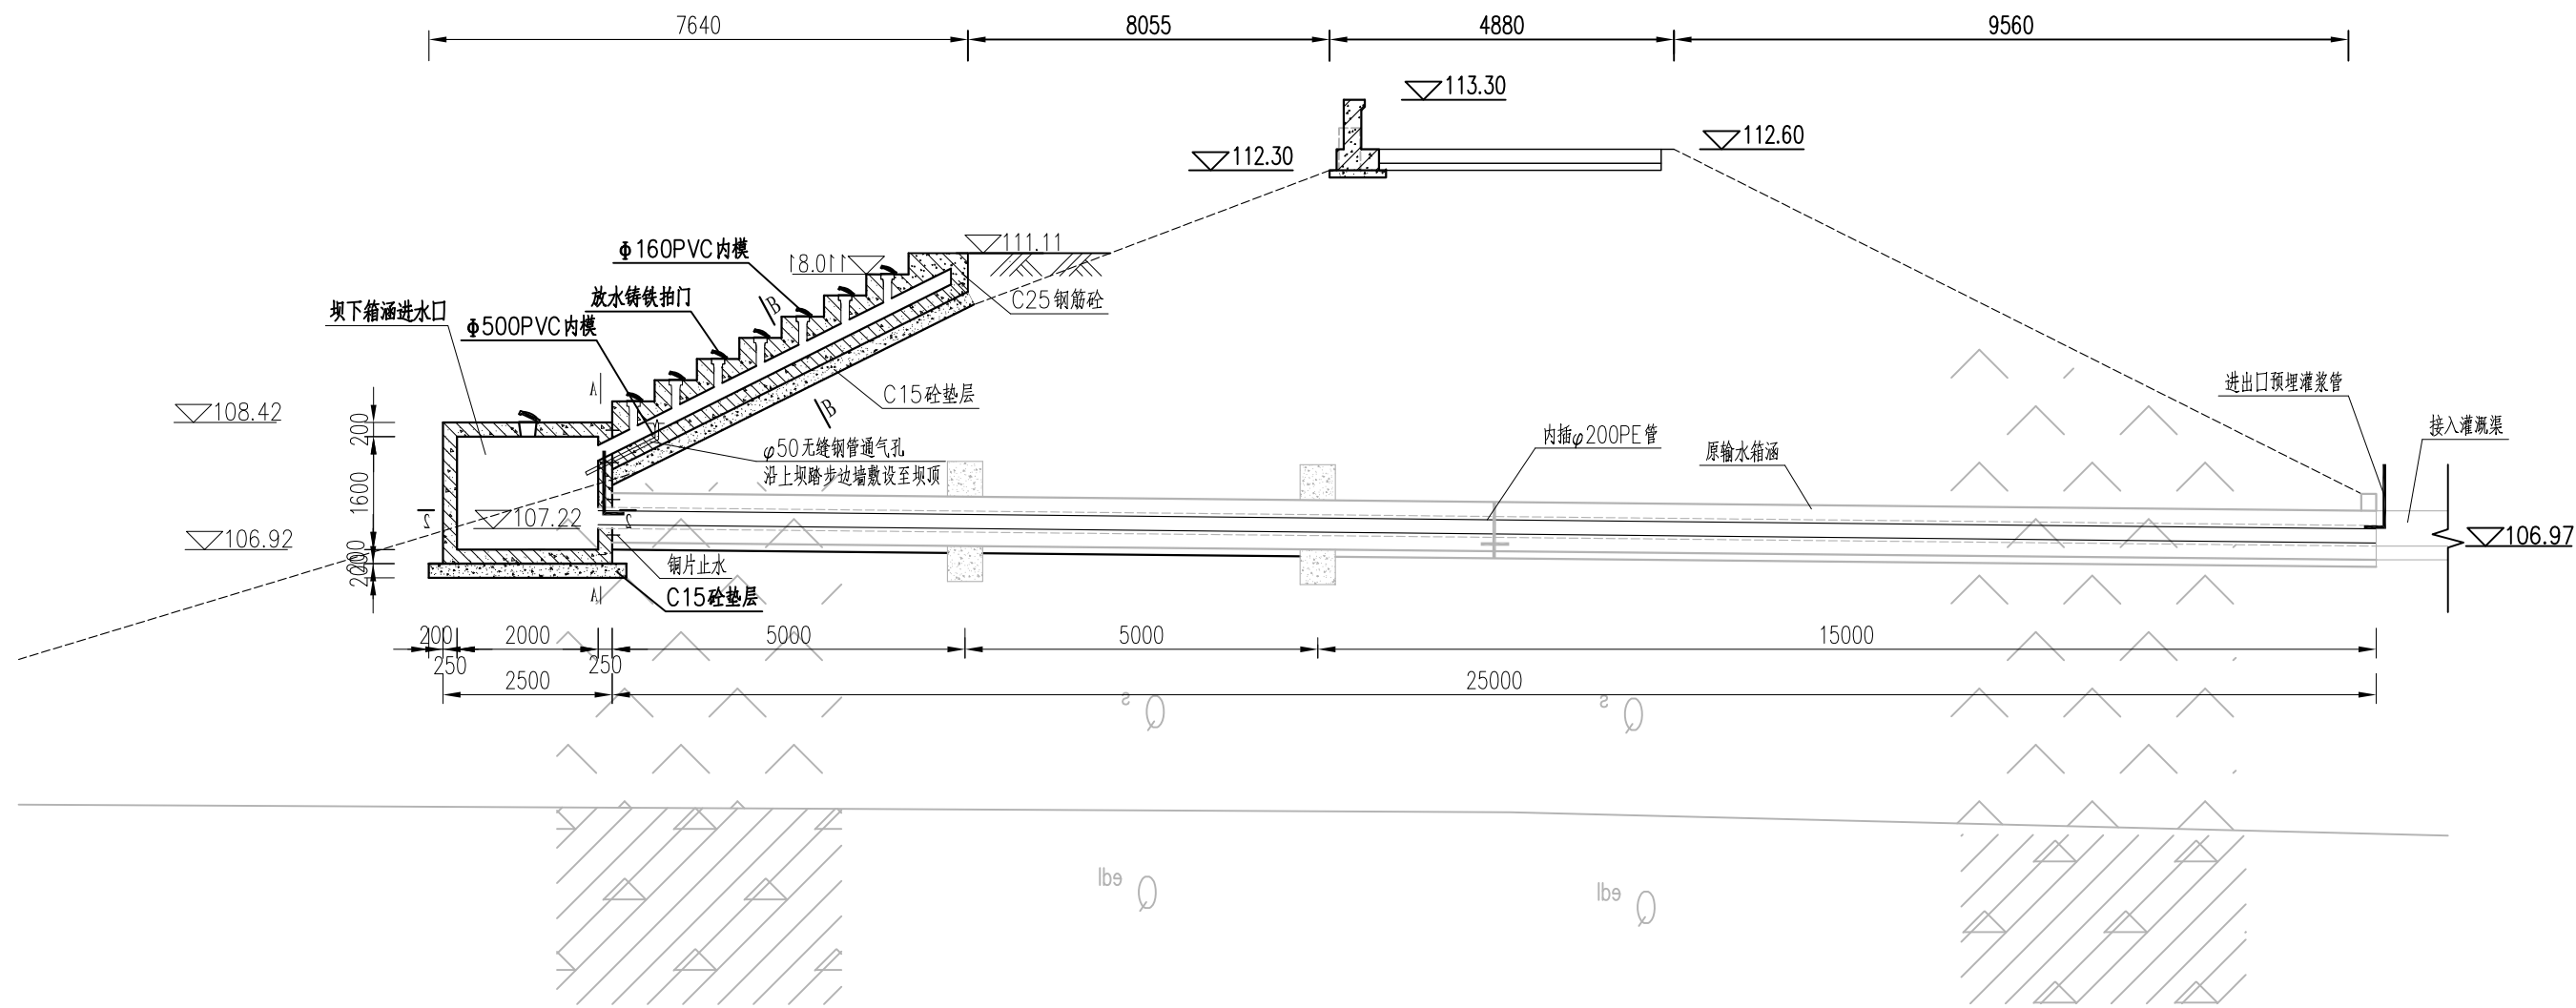 7640
8055
4880
9560
113.30
112.60
112.30
111.11
110.81
Φ160PVC内模
放水铸铁拍门
坝下箱涵进水口
Φ500PVC内模
B
C25钢筋砼
A
C15砼垫层
B
进出口预埋灌浆管
接入灌溉渠
108.42
200
φ50无缝钢管通气孔
沿上坝踏步边墙敷设至坝顶
内插φ200PE管
原输水箱涵
1600
2
107.22
2
106.92
106.97
200
200
铜片止水
C15砼垫层
A
200
2000
5000
5000
15000
250
250
2500
25000
Q s
Q s
Q edl
Q edl